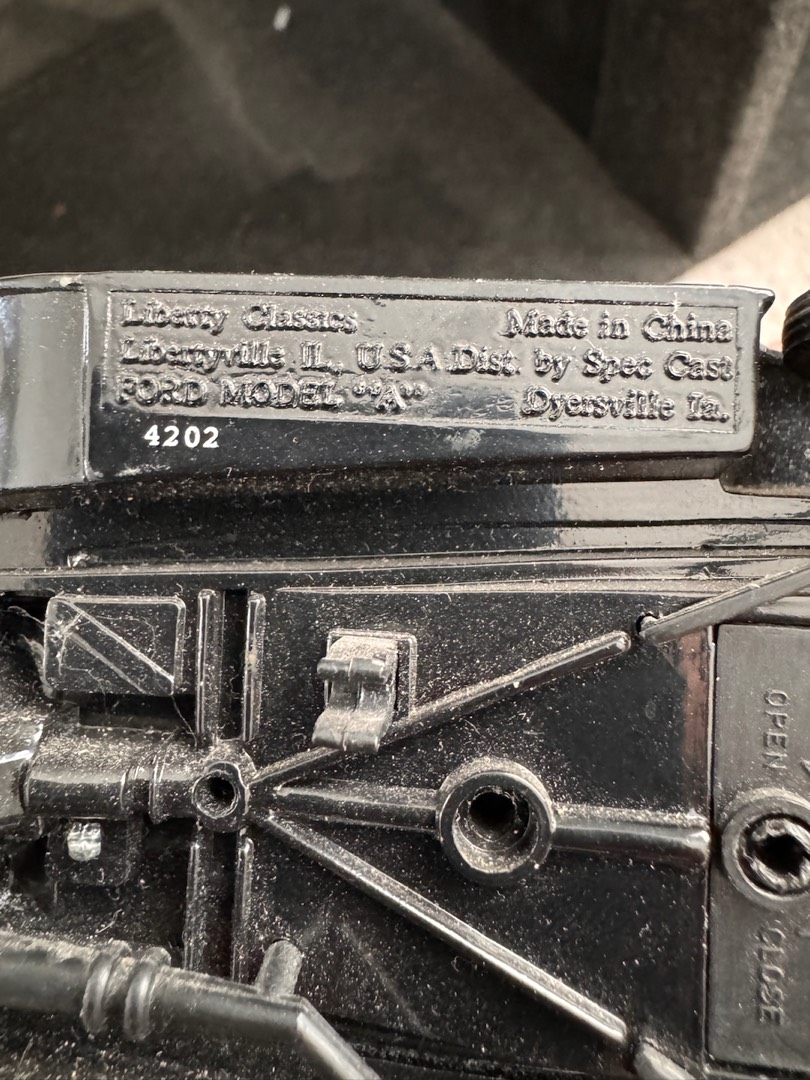 Liberty Classics Made in China
Libertyville IL, U.S.A Dist. by Spec Cast
FORD MODEL "A" Dyersville Ia.
4202
OPEN
CLOSE